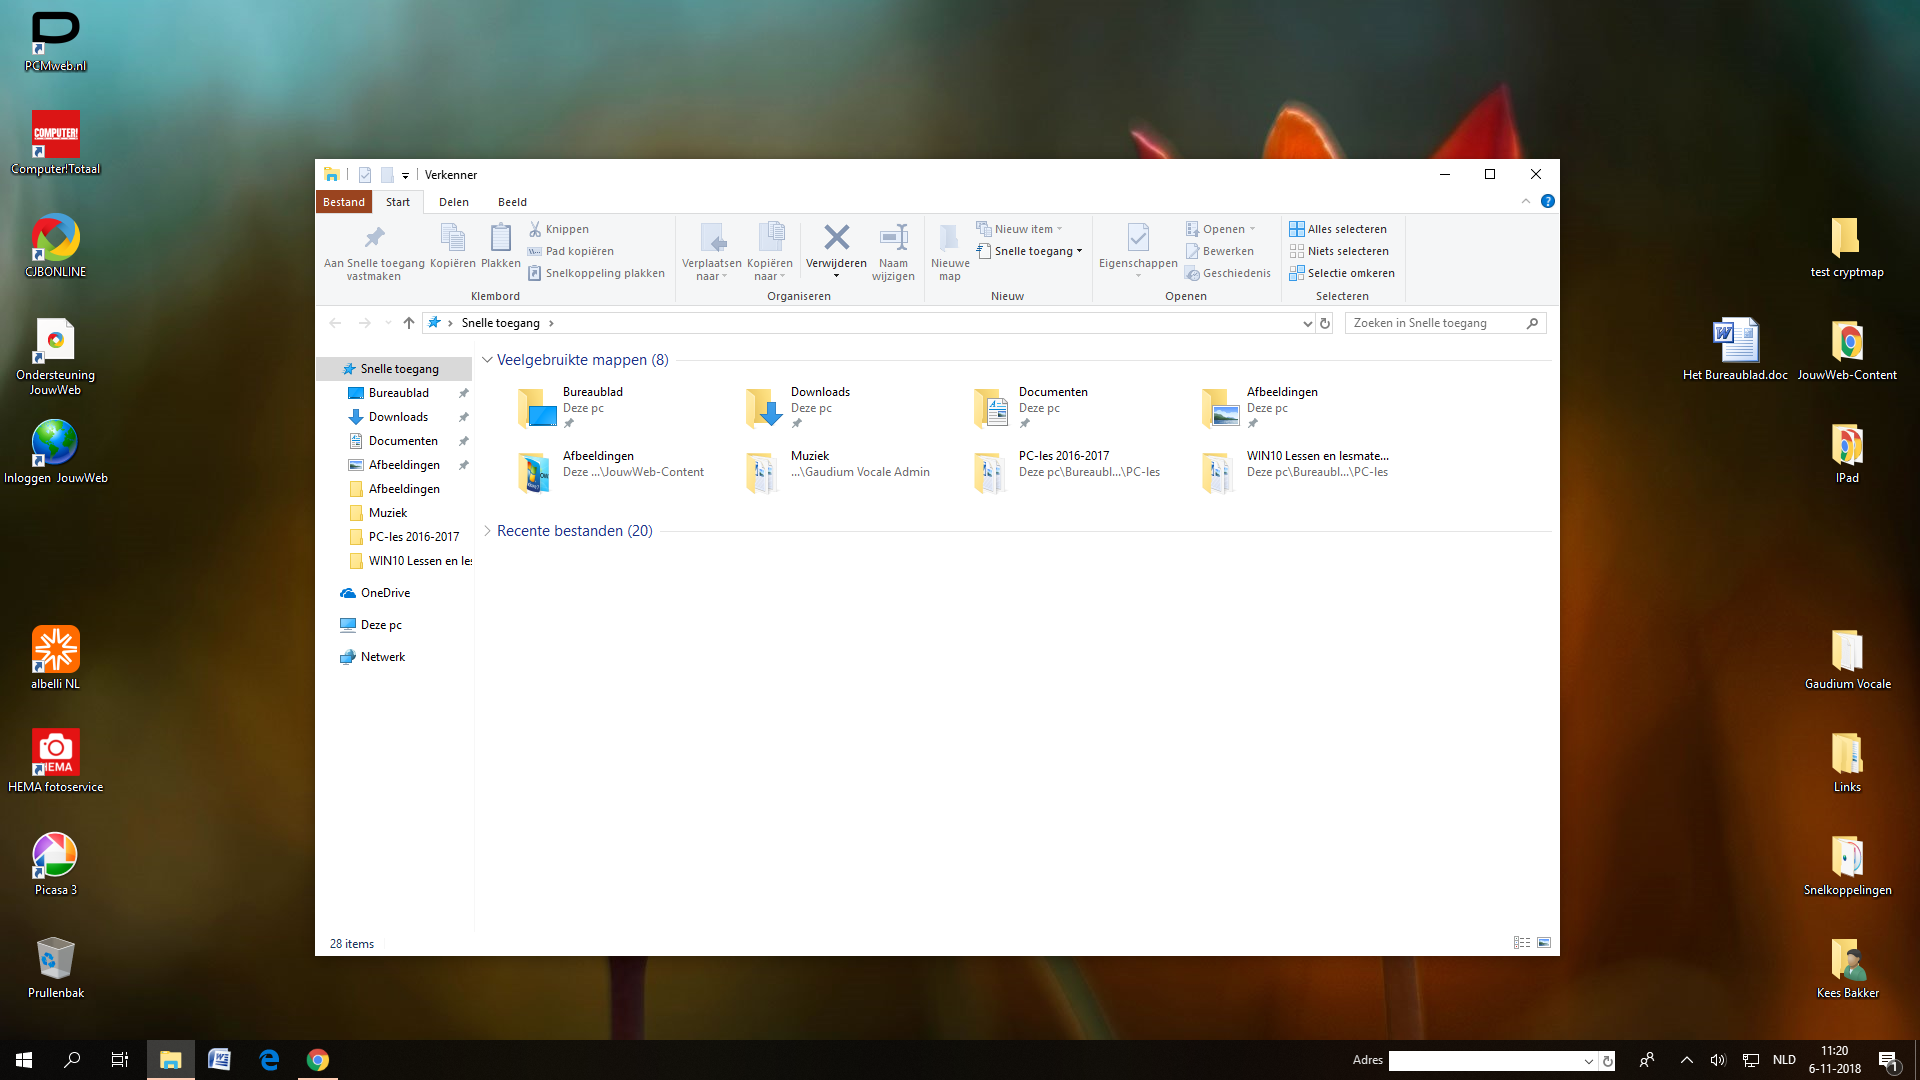 PCMweb.nl
COMPUTER!
Computer!Totaal
CJBONLINE
Ondersteuning
JouwWeb
Inloggen JouwWeb
albelli NL
HEMA
HEMA fotoservice
Picasa 3
Prullenbak
Verkenner
Bestand
Start
Delen
Beeld
Aan Snelle toegang
vastmaken
Kopiëren
Plakken
Knippen
Pad kopiëren
Snelkoppeling plakken
Klembord
Verplaatsen
naar
Kopiëren
naar
Verwijderen
Naam
wijzigen
Organiseren
Nieuwe
map
Nieuw item
Snelle toegang
Nieuw
Eigenschappen
Openen
Bewerken
Geschiedenis
Openen
Alles selecteren
Niets selecteren
Selectie omkeren
Selecteren
Snelle toegang
Zoeken in Snelle toegang
Snelle toegang
Bureaublad
Downloads
Documenten
Afbeeldingen
Afbeeldingen
Muziek
PC-les 2016-2017
WIN10 Lessen en les
OneDrive
Deze pc
Netwerk
Veelgebruikte mappen (8)
Bureaublad
Deze pc
Downloads
Deze pc
Documenten
Deze pc
Afbeeldingen
Deze pc
Afbeeldingen
Deze ...\JouwWeb-Content
Muziek
...\Gaudium Vocale Admin
PC-les 2016-2017
Deze pc\Bureaubl...\PC-les
WIN10 Lessen en lesmate...
Deze pc\Bureaubl...\PC-les
Recente bestanden (20)
28 items
test cryptmap
Het Bureaublad.doc
JouwWeb-Content
IPad
Gaudium Vocale
Links
Snelkoppelingen
Kees Bakker
Adres
NLD
11:20
6-11-2018
1